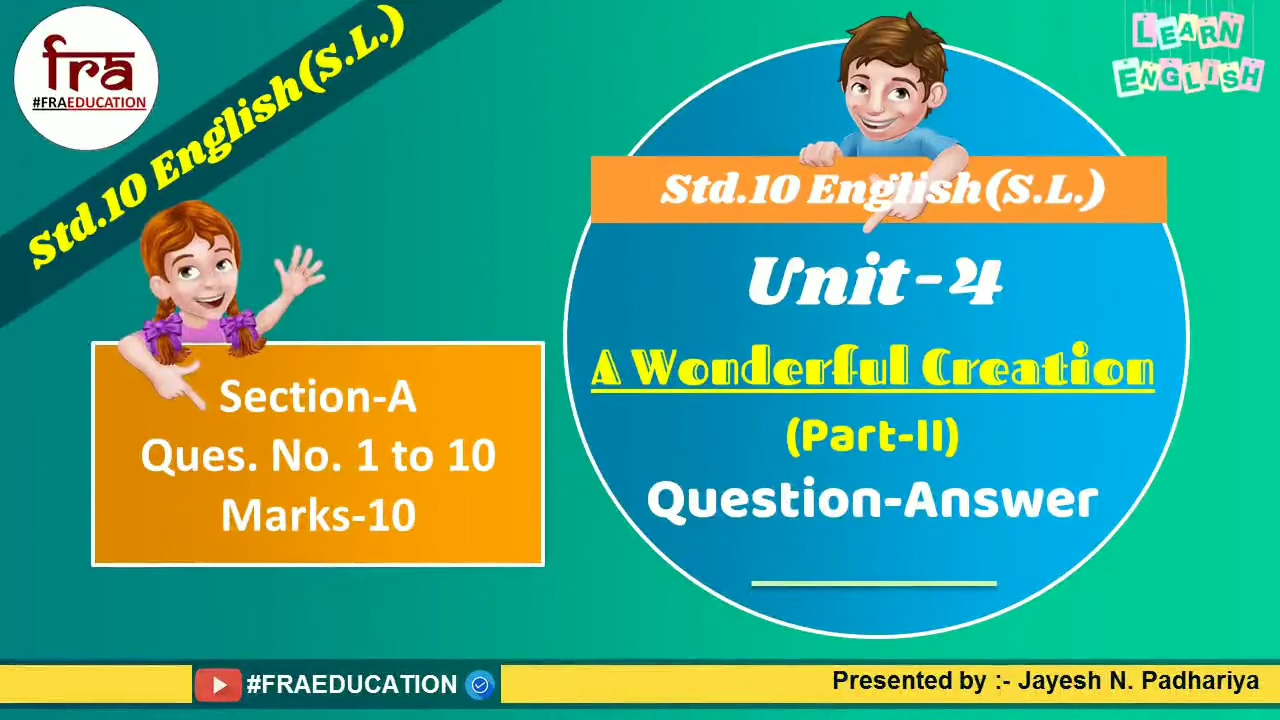 fra
#FRAEDUCATION
Std.10 English(S.L.)
LEARN
ENGLISH
Std.10 English(S.L.)
Unit-4
A Wonderful Creation
(Part-II)
Question-Answer
Section-A
Ques. No. 1 to 10
Marks-10
#FRAEDUCATION
Presented by :- Jayesh N. Padhariya